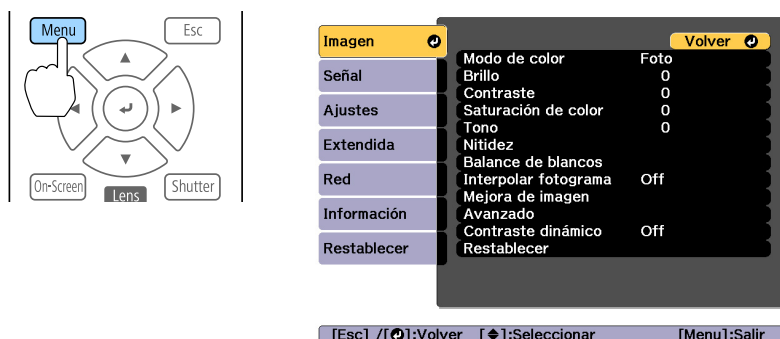 Menu
Esc
On-Screen
Lens
Shutter
Imagen
Señal
Ajustes
Extendida
Red
Información
Restablecer
Volver
Modo de color Foto
Brillo 0
Contraste 0
Saturación de color 0
Tono 0
Nitidez
Balance de blancos
Interpolar fotograma Off
Mejora de imagen
Avanzado
Contraste dinámico Off
Restablecer
[Esc] /[⏎]:Volver [◆]:Seleccionar [Menu]:Salir